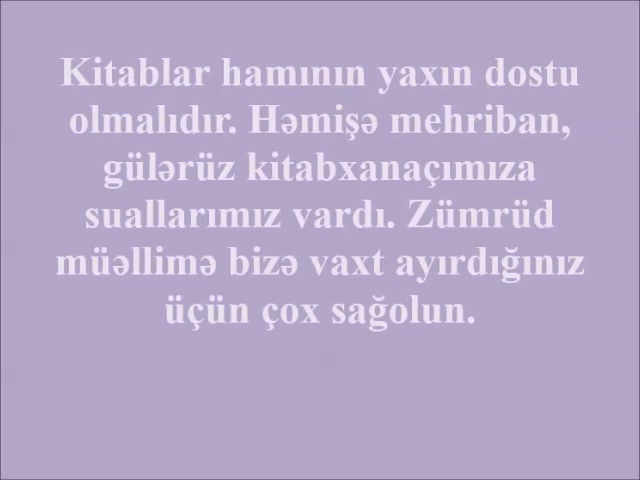 Kitablar hamının yaxın dostu
olmalıdır. Həmişə mehriban,
gülərüz kitabxanaçımıza
suallarımız vardı. Zümrüd
müəllimə bizə vaxt ayırdığınız
üçün çox sağolun.